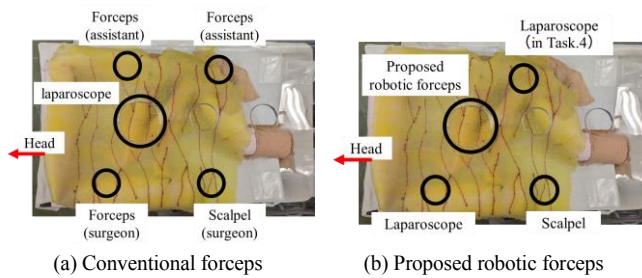 Forceps
(assistant)
Forceps
(assistant)
laparoscope
Head
Forceps
(surgeon)
Scalpel
(surgeon)
(a) Conventional forceps
Laparoscope
(in Task.4)
Proposed
robotic forceps
Head
Laparoscope
Scalpel
(b) Proposed robotic forceps